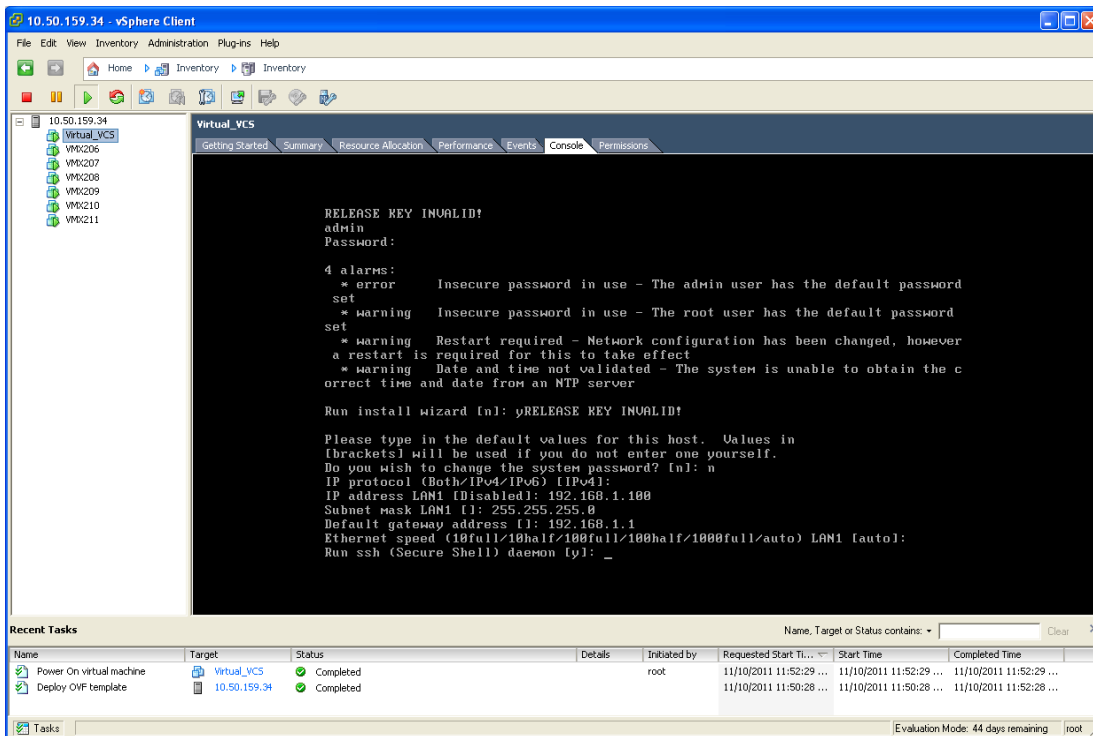 10.50.159.34 - vSphere Client
File Edit View Inventory Administration Plug-ins Help
Home Inventory Inventory
10.50.159.34
Virtual_VCS
VMX206
VMX207
VMX208
VMX209
VMX210
VMX211
Virtual_VCS
Getting Started Summary Resource Allocation Performance Events Console Permissions
RELEASE KEY INVALID!
admin
Password:
4 alarms:
* error Insecure password in use - The admin user has the default password
set
* warning Insecure password in use - The root user has the default password
set
* warning Restart required - Network configuration has been changed, however
a restart is required for this to take effect
* warning Date and time not validated - The system is unable to obtain the c
orrect time and date from an NTP server
Run install wizard [n]: yRELEASE KEY INVALID!
Please type in the default values for this host. Values in
[brackets] will be used if you do not enter one yourself.
Do you wish to change the system password? [n]: n
IP protocol (Both/IPv4/IPv6) [IPv4]:
IP address LAN1 [Disabled]: 192.168.1.100
Subnet mask LAN1 []: 255.255.255.0
Default gateway address []: 192.168.1.1
Ethernet speed (10full/10half/100full/100half/1000full/auto) LAN1 [auto]:
Run ssh (Secure Shell) daemon [y]: _
Recent Tasks Name, Target or Status contains: Clear
Name Target Status Details Initiated by Requested Start Ti... Start Time Completed Time
Power On virtual machine Virtual_VCS Completed root 11/10/2011 11:52:29 ... 11/10/2011 11:52:29 ... 11/10/2011 11:52:29 ...
Deploy OVF template 10.50.159.34 Completed 11/10/2011 11:50:28 ... 11/10/2011 11:50:28 ... 11/10/2011 11:52:28 ...
Tasks Evaluation Mode: 44 days remaining root